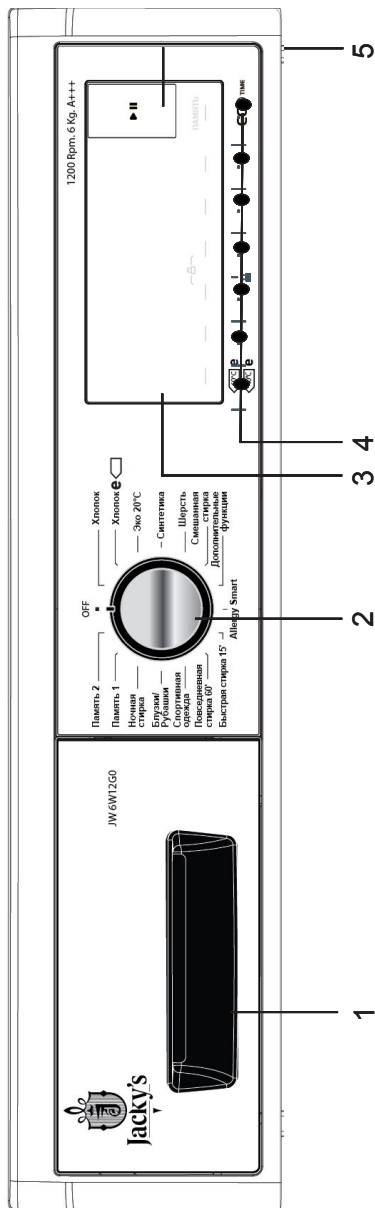 Jacky's
JW 6W12G0
1
OFF
Память 2
Память 1
Ночная
стирка
Блузки/
Рубашки
Спортивная
одежда
Повседневная
стирка 60'
Быстрая стирка 15'
Хлопок
Хлопок e
Эко 20°C
Синтетика
Шерсть
Смешанная
стирка
Дополнительные
функции
Allergy Smart
2
1200 Rpm. 6 Kg. A+++
ПАМЯТЬ
e
e
TIME
3
4
5